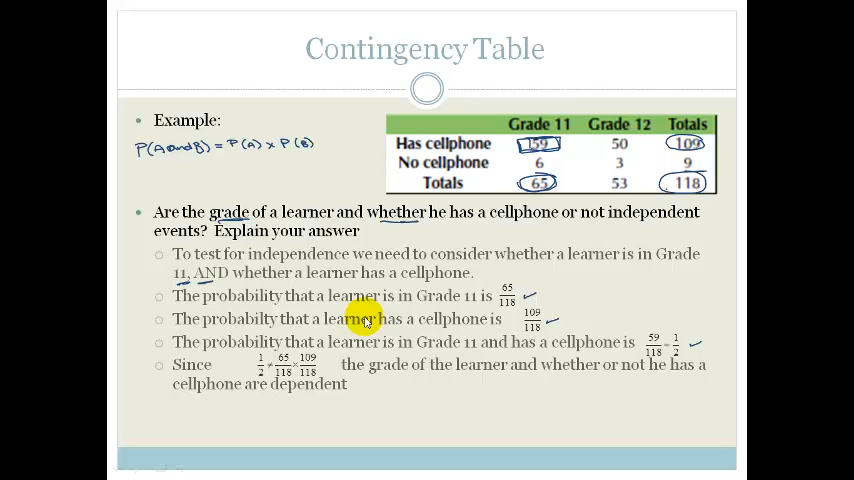 Contingency Table
• Example:
P(A and B) = P(A) × P(B)
Grade 11 Grade 12 Totals
Has cellphone 159 50 109
No cellphone 6 3 9
Totals 65 53 118
• Are the grade of a learner and whether he has a cellphone or not independent
events? Explain your answer
To test for independence we need to consider whether a learner is in Grade
11, AND whether a learner has a cellphone.
The probability that a learner is in Grade 11 is 65/118
The probabilty that a learner has a cellphone is 109/118
The probability that a learner is in Grade 11 and has a cellphone is 59/118 = 1/2
Since 1/2 ≠ 65/118 × 109/118 the grade of the learner and whether or not he has a
cellphone are dependent